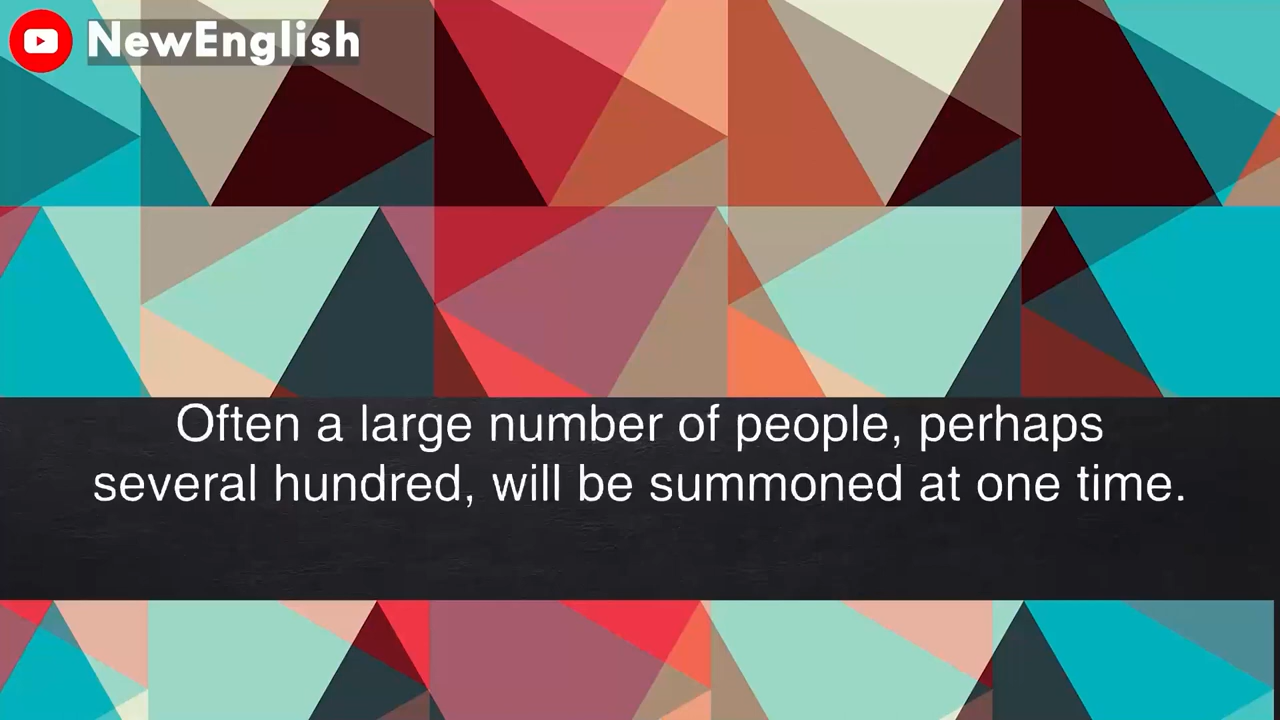 NewEnglish
Often a large number of people, perhaps
several hundred, will be summoned at one time.